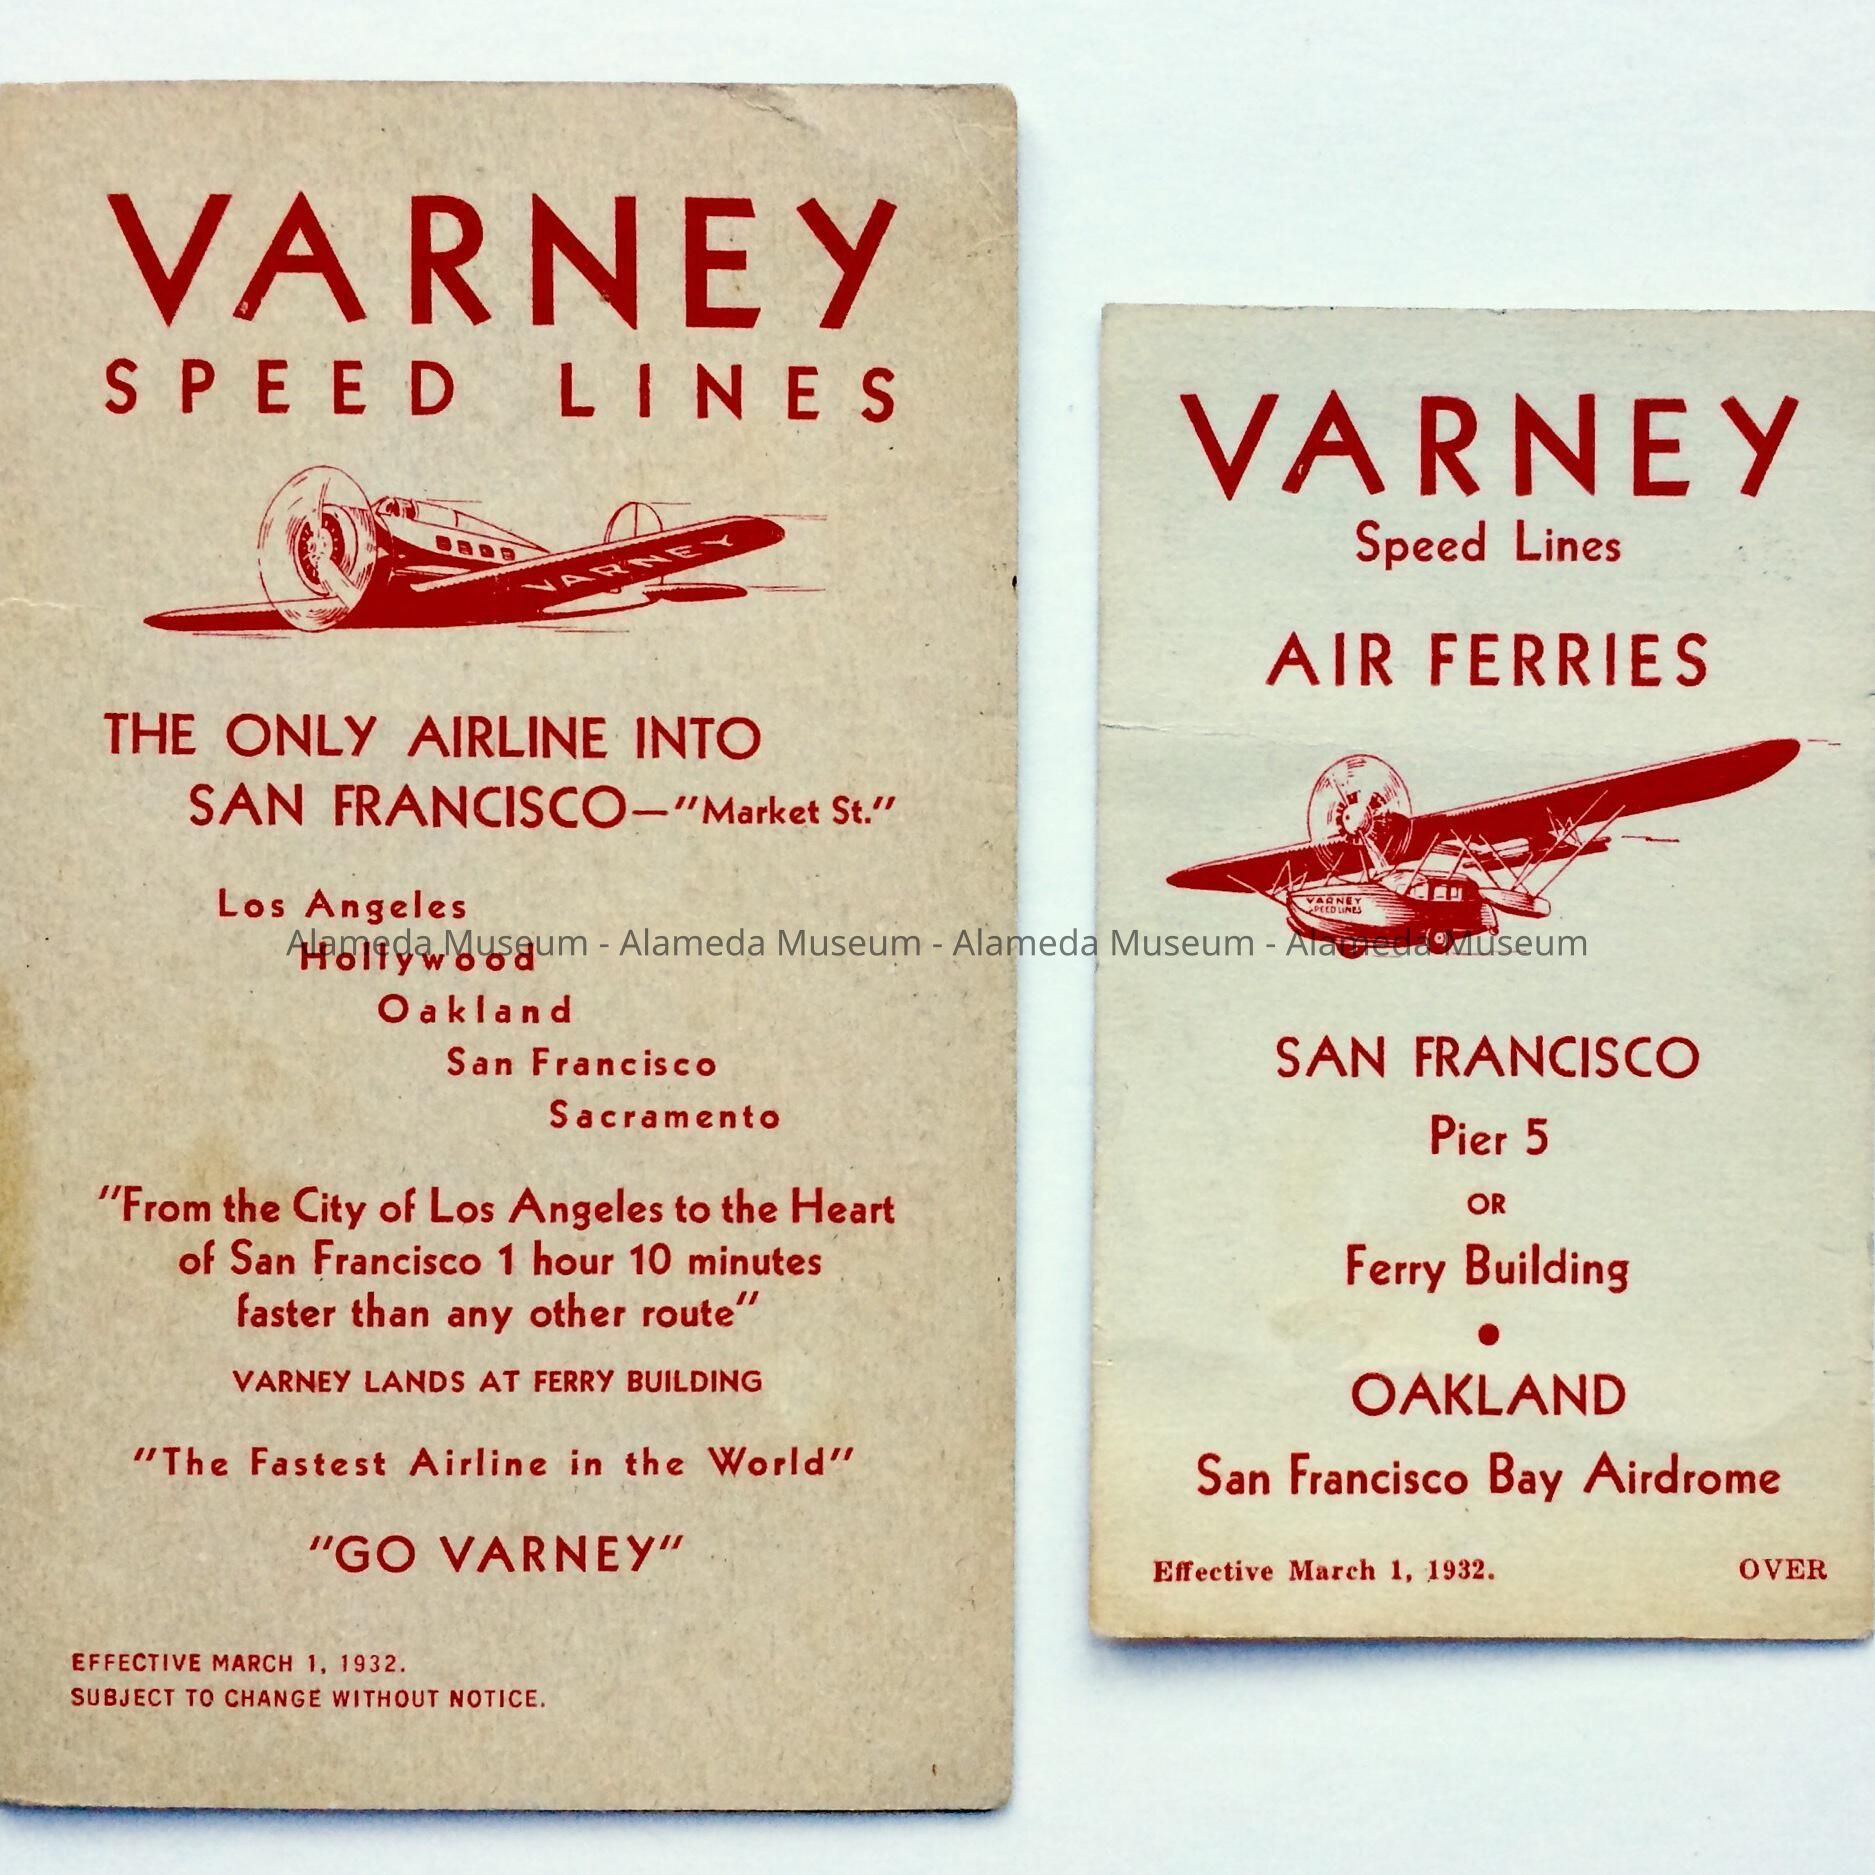 VARNEY
SPEED LINES
VARNEY
THE ONLY AIRLINE INTO
SAN FRANCISCO—"Market St."
Los Angeles
Hollywood
Oakland
San Francisco
Sacramento
"From the City of Los Angeles to the Heart
of San Francisco 1 hour 10 minutes
faster than any other route"
VARNEY LANDS AT FERRY BUILDING
"The Fastest Airline in the World"
"GO VARNEY"
EFFECTIVE MARCH 1, 1932.
SUBJECT TO CHANGE WITHOUT NOTICE.
VARNEY
Speed Lines
AIR FERRIES
VARNEY
SPEED LINES
SAN FRANCISCO
Pier 5
OR
Ferry Building
•
OAKLAND
San Francisco Bay Airdrome
Effective March 1, 1932. OVER
Alameda Museum - Alameda Museum - Alameda Museum - Alameda Museum